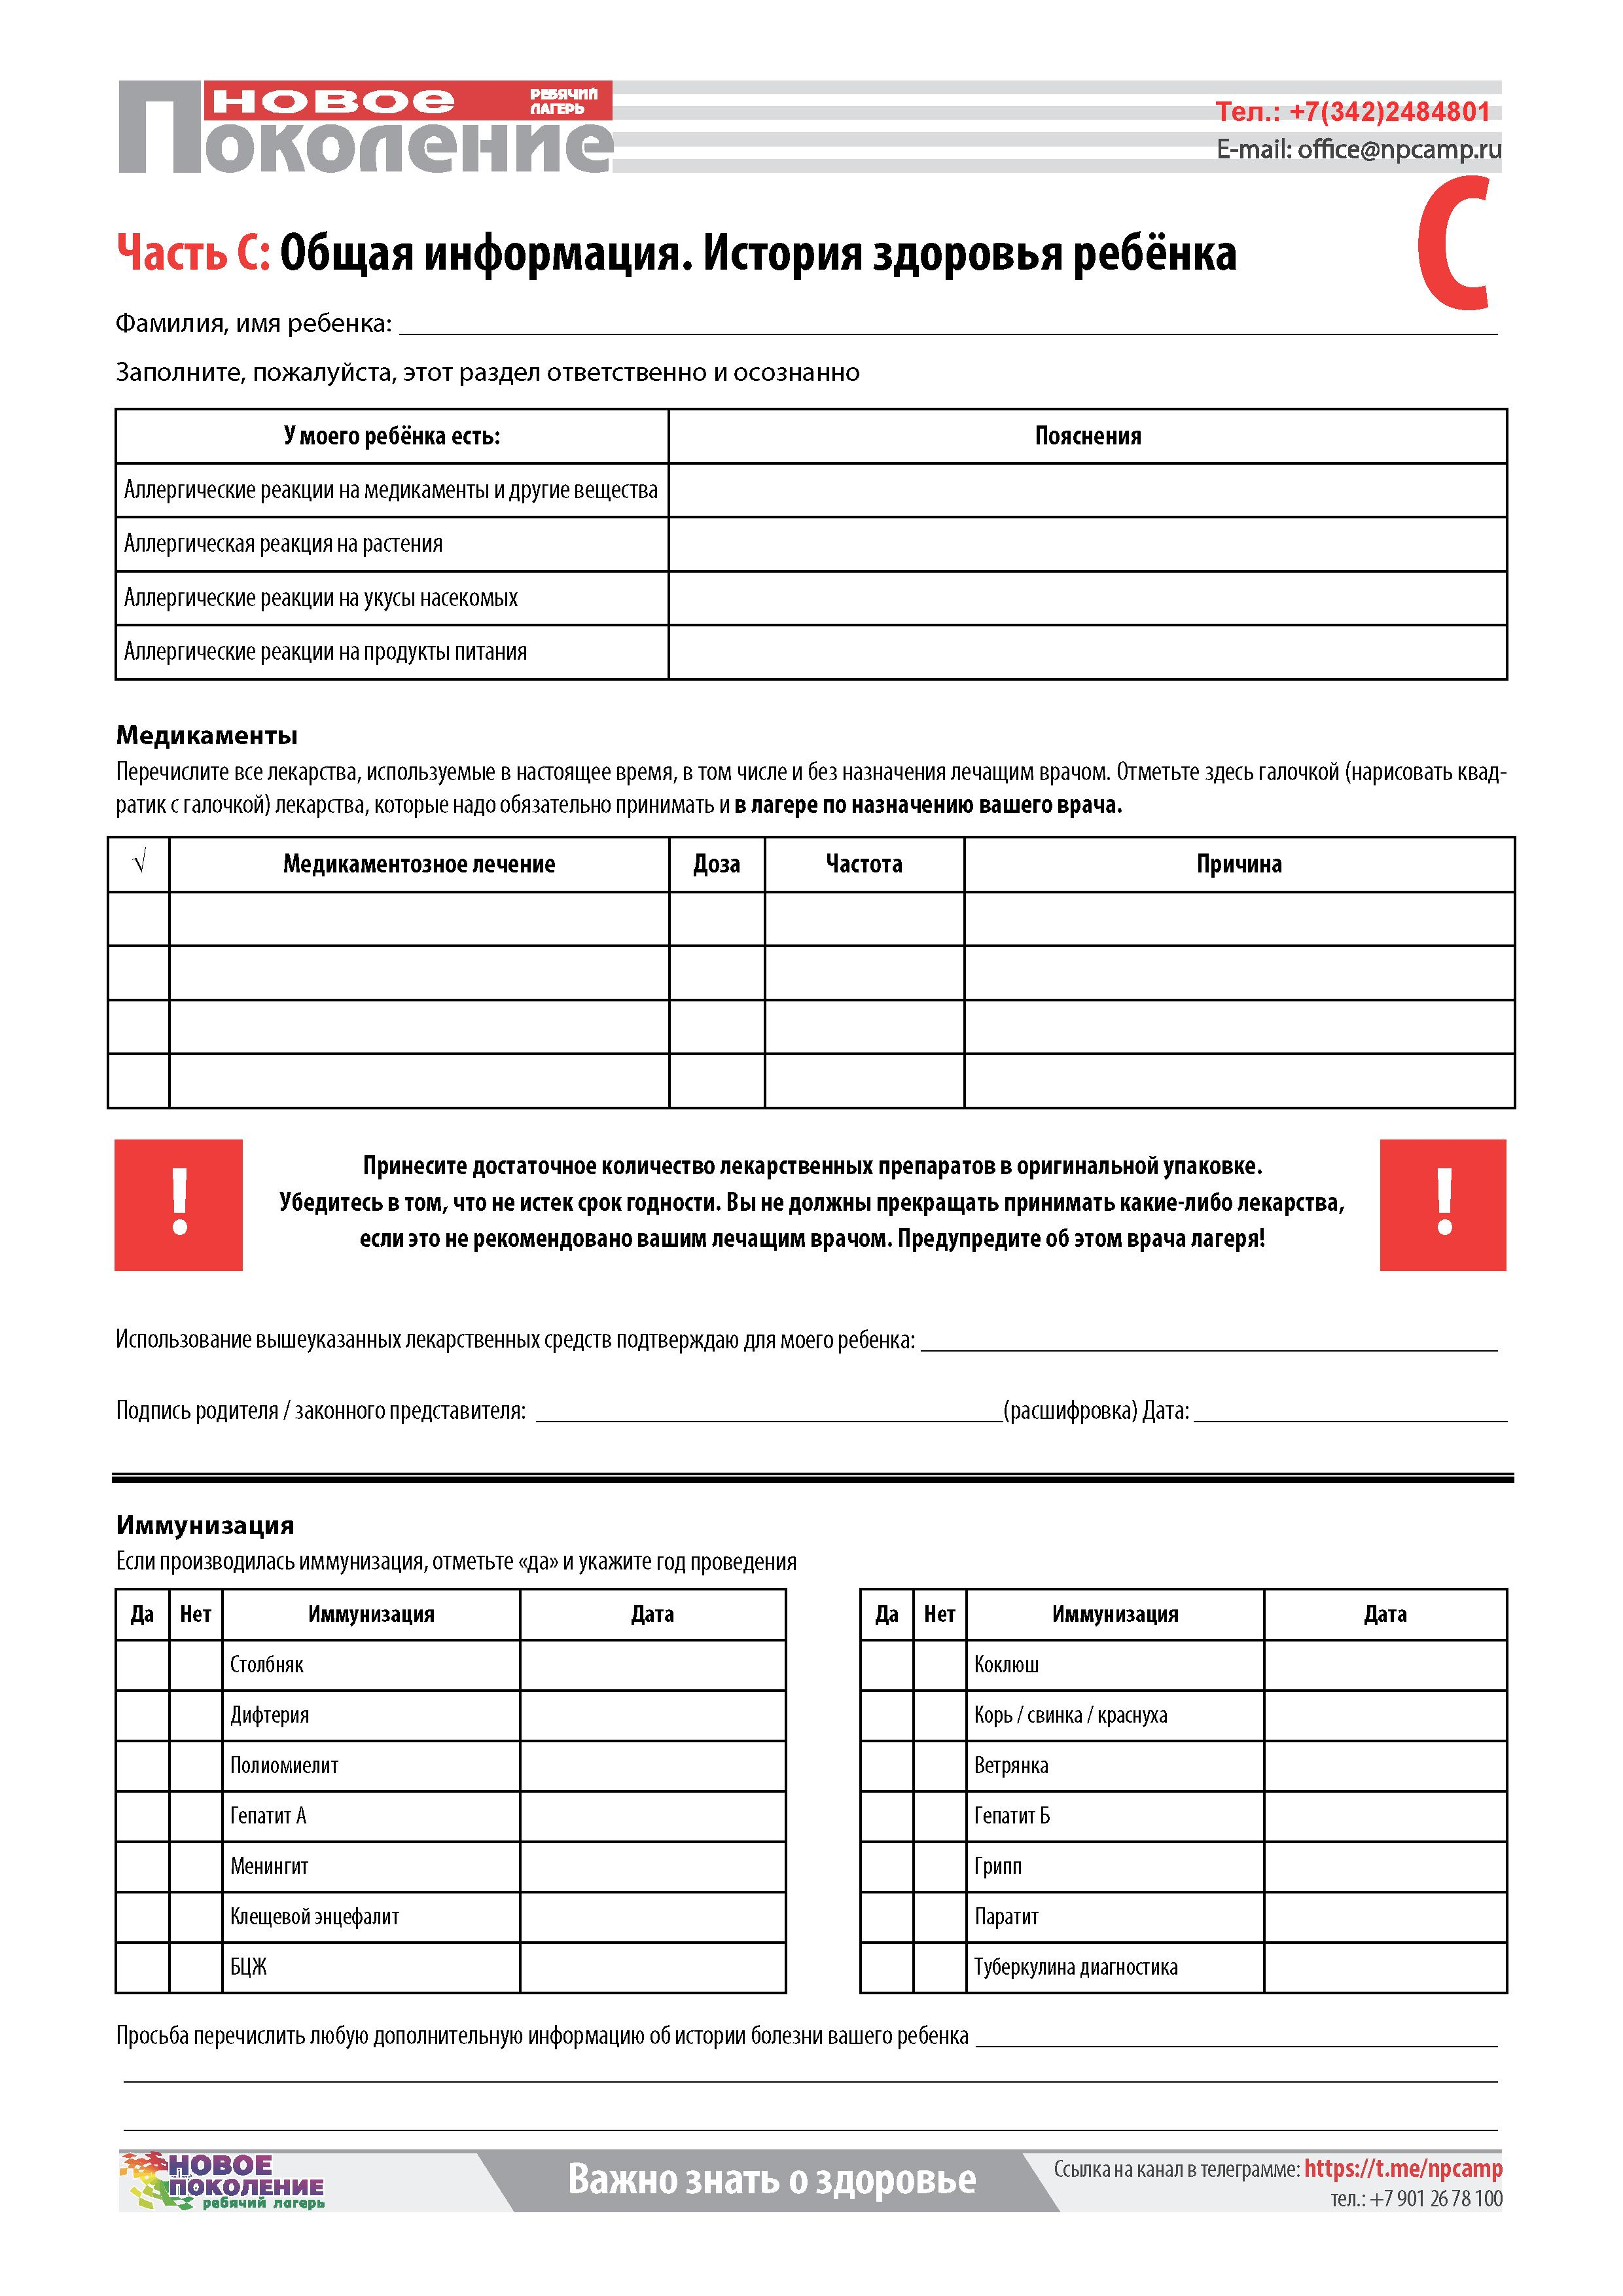 НОВОЕ РЕБЯЧИЙ ЛАГЕРЬ
Поколение
Тел.: +7(342)2484801
E-mail: office@npcamp.ru
С
Часть С: Общая информация. История здоровья ребёнка
Фамилия, имя ребенка:
Заполните, пожалуйста, этот раздел ответственно и осознанно
У моего ребёнка есть: Пояснения
Аллергические реакции на медикаменты и другие вещества
Аллергическая реакция на растения
Аллергические реакции на укусы насекомых
Аллергические реакции на продукты питания
Медикаменты
Перечислите все лекарства, используемые в настоящее время, в том числе и без назначения лечащим врачом. Отметьте здесь галочкой (нарисовать квад-
ратик с галочкой) лекарства, которые надо обязательно принимать и в лагере по назначению вашего врача.
√ Медикаментозное лечение Доза Частота Причина
! Принесите достаточное количество лекарственных препаратов в оригинальной упаковке. !
Убедитесь в том, что не истек срок годности. Вы не должны прекращать принимать какие-либо лекарства,
если это не рекомендовано вашим лечащим врачом. Предупредите об этом врача лагеря!
Использование вышеуказанных лекарственных средств подтверждаю для моего ребенка:
Подпись родителя / законного представителя: (расшифровка) Дата:
Иммунизация
Если производилась иммунизация, отметьте «да» и укажите год проведения
Да Нет Иммунизация Дата
Столбняк
Дифтерия
Полиомиелит
Гепатит А
Менингит
Клещевой энцефалит
БЦЖ
Да Нет Иммунизация Дата
Коклюш
Корь / свинка / краснуха
Ветрянка
Гепатит Б
Грипп
Паратит
Туберкулина диагностика
Просьба перечислить любую дополнительную информацию об истории болезни вашего ребенка
НОВОЕ
ПОКОЛЕНИЕ
ребячий лагерь
Важно знать о здоровье
Ссылка на канал в телеграмме: https://t.me/npcamp
тел.: +7 901 26 78 100